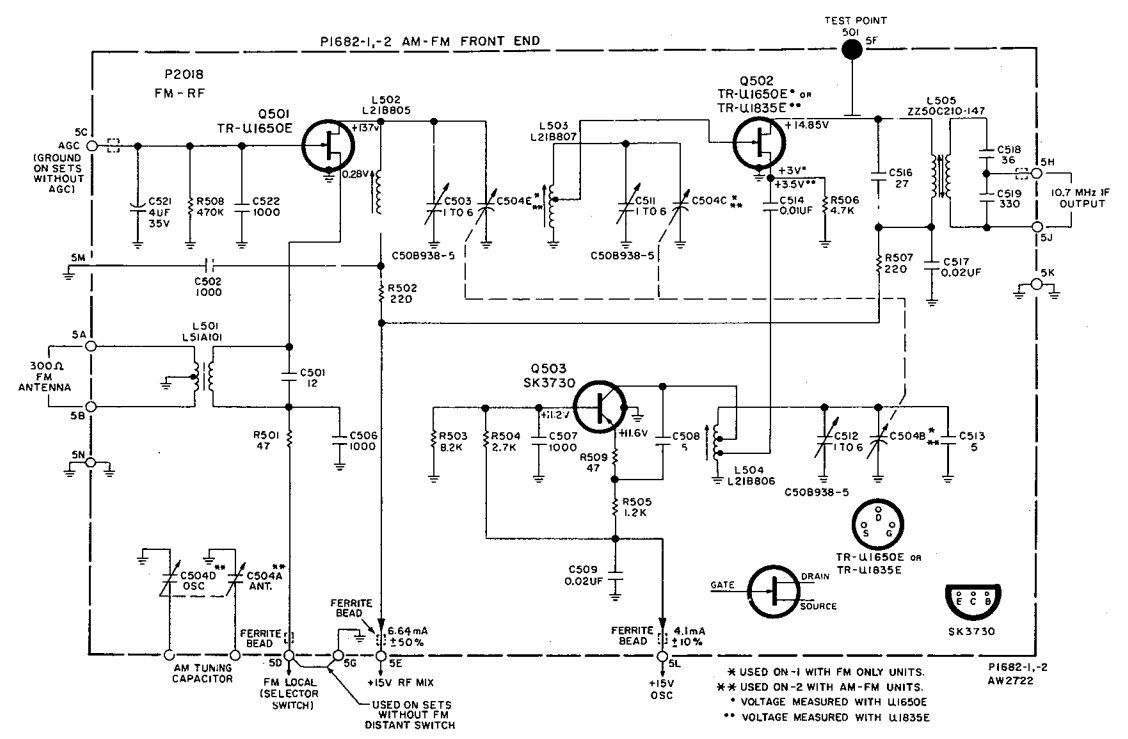 TEST POINT
501
5F
P1682-1,-2 AM-FM FRONT END
P2018
FM-RF
Q501
TR-U1650E
+137V
L502
L21B805
L503
L21B807
Q502
TR-U1650E* OR
TR-U1835E**
+14.85V
L505
ZZ50C210-147
5C
AGC
(GROUND
ON SETS
WITHOUT
AGC)
C521
4UF
35V
R508
470K
C522
1000
0.28V
C503
1 TO 6
C504E*
**
C50B938-5
C511
1 TO 6
C504C*
**
C50B938-5
+3V*
+3.5V**
C514
0.01UF
R506
4.7K
C516
27
C518
36
C519
330
5H
10.7 MHz IF
OUTPUT
5J
5M
C502
1000
R502
220
R507
220
C517
0.02UF
5K
5A
L501
L51A101
300Ω
FM
ANTENNA
5B
C501
12
R501
47
C506
1000
5N
Q503
SK3730
+11.2V
+11.6V
R503
8.2K
R504
2.7K
C507
1000
R509
47
C508
5
L504
L21B806
C512
1 TO 6
C504B*
**
C513
5
C50B938-5
R505
1.2K
C509
0.02UF
D
S G
TR-U1650E OR
TR-U1835E
GATE
DRAIN
SOURCE
E C B
SK3730
C504D**
OSC
C504A**
ANT.
FERRITE
BEAD
FERRITE
BEAD
6.64mA
±50%
FERRITE
BEAD
4.1mA
±10%
AM TUNING
CAPACITOR
5D
5G
5E
5L
FM LOCAL
(SELECTOR
SWITCH)
+15V RF MIX
USED ON SETS
WITHOUT FM
DISTANT SWITCH
+15V
OSC
* USED ON -1 WITH FM ONLY UNITS.
** USED ON -2 WITH AM-FM UNITS.
* VOLTAGE MEASURED WITH U1650E
** VOLTAGE MEASURED WITH U1835E
P1682-1,-2
AW2722